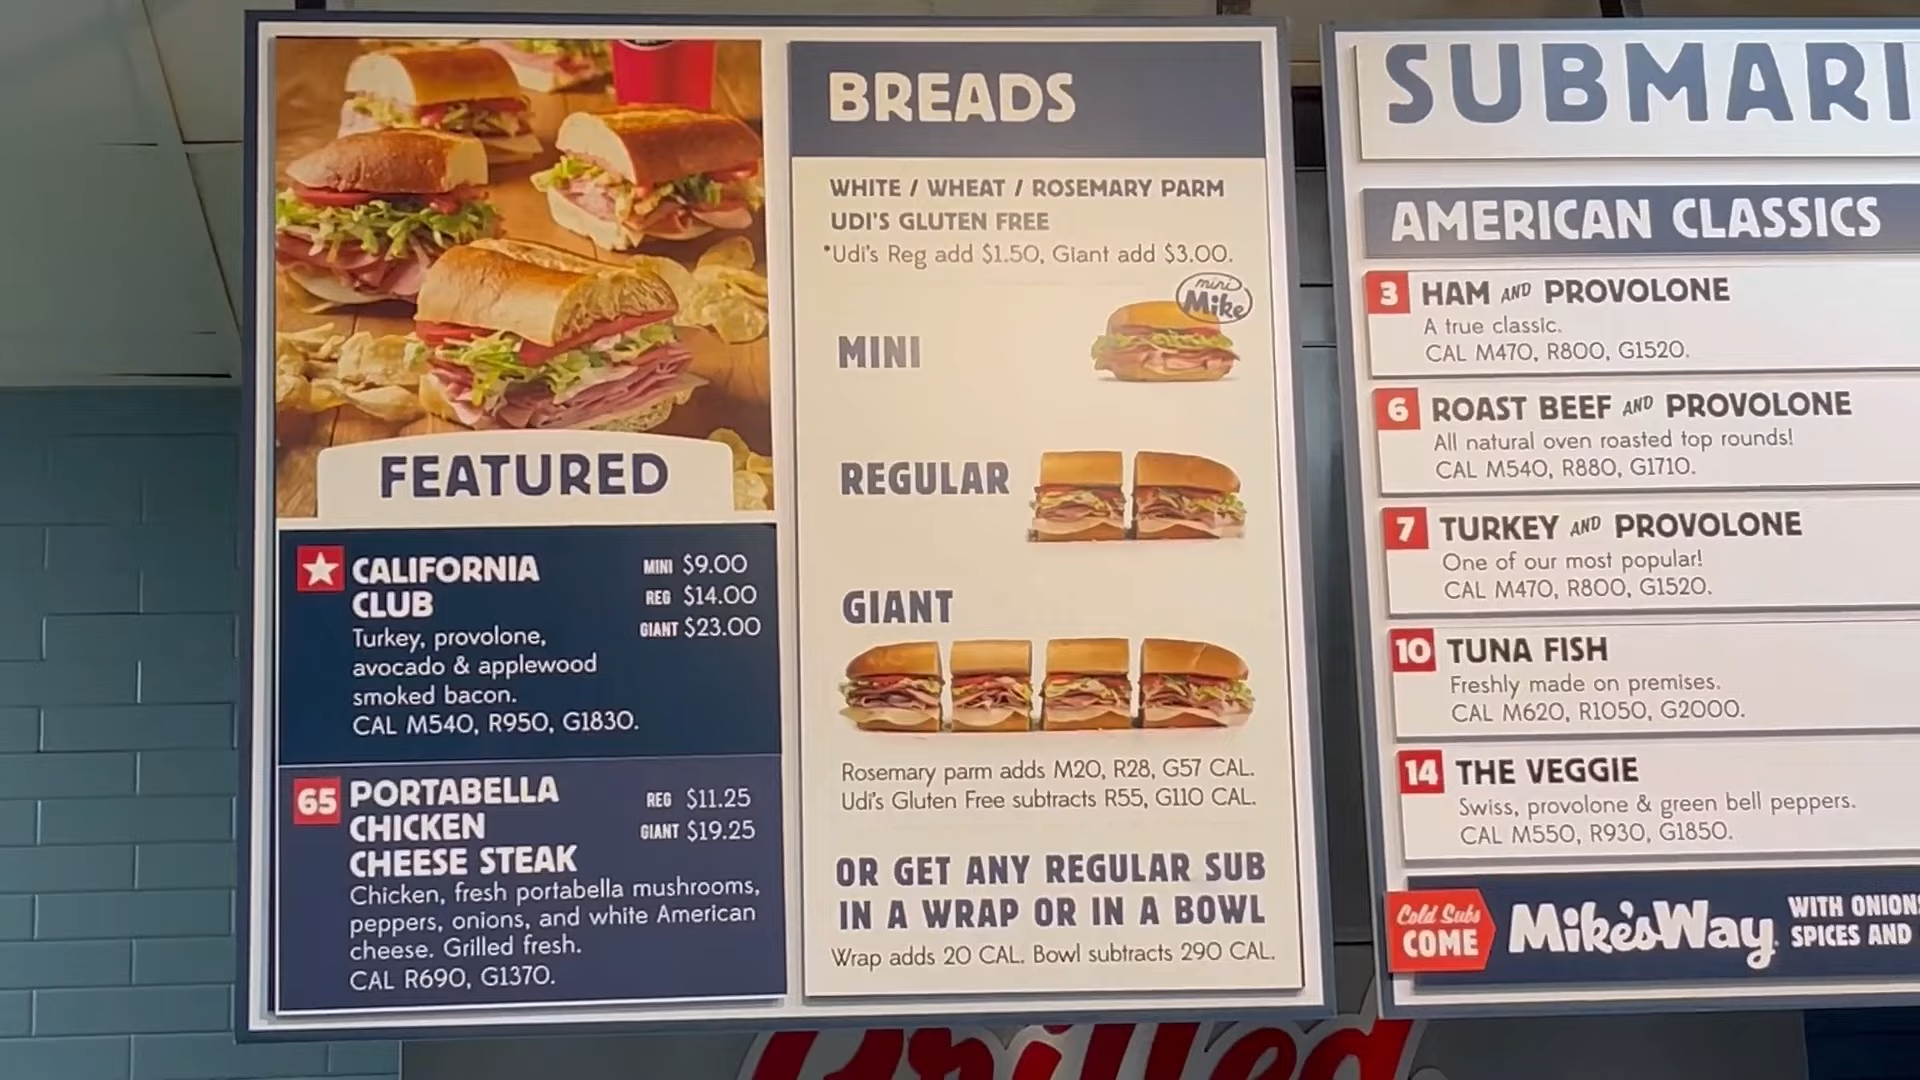 FEATURED
CALIFORNIA
CLUB
MINI $9.00
REG $14.00
GIANT $23.00
Turkey, provolone,
avocado & applewood
smoked bacon.
CAL M540, R950, G1830.
65 PORTABELLA
CHICKEN
CHEESE STEAK
REG $11.25
GIANT $19.25
Chicken, fresh portabella mushrooms,
peppers, onions, and white American
cheese. Grilled fresh.
CAL R690, G1370.
BREADS
WHITE / WHEAT / ROSEMARY PARM
UDI'S GLUTEN FREE
*Udi's Reg add $1.50, Giant add $3.00.
mini
Mike
MINI
REGULAR
GIANT
Rosemary parm adds M20, R28, G57 CAL.
Udi's Gluten Free subtracts R55, G110 CAL.
OR GET ANY REGULAR SUB
IN A WRAP OR IN A BOWL
Wrap adds 20 CAL. Bowl subtracts 290 CAL.
SUBMARI
AMERICAN CLASSICS
3 HAM AND PROVOLONE
A true classic.
CAL M470, R800, G1520.
6 ROAST BEEF AND PROVOLONE
All natural oven roasted top rounds!
CAL M540, R880, G1710.
7 TURKEY AND PROVOLONE
One of our most popular!
CAL M470, R800, G1520.
10 TUNA FISH
Freshly made on premises.
CAL M620, R1050, G2000.
14 THE VEGGIE
Swiss, provolone & green bell peppers.
CAL M550, R930, G1850.
Cold Subs
COME
Mike's Way.
WITH ONIONS
SPICES AND
Grilled